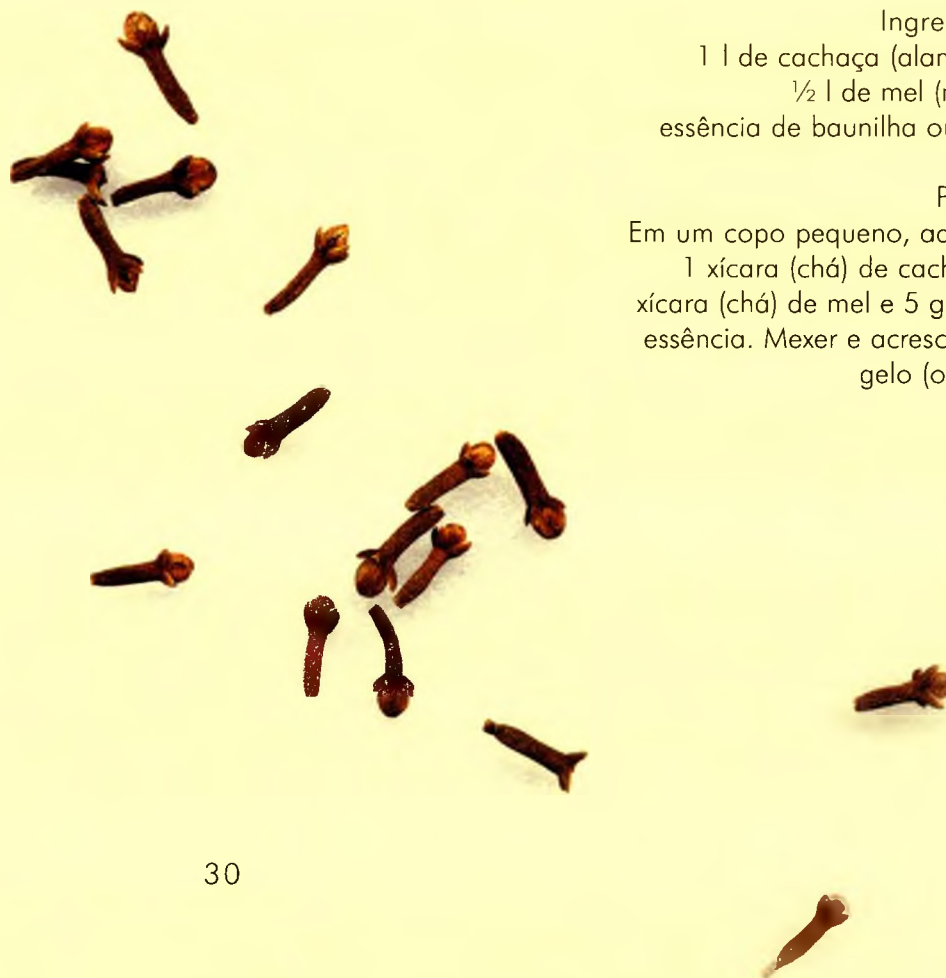 Ingre
1 l de cachaça (alan
½ l de mel (r
essência de baunilha ou
P
Em um copo pequeno, ac
1 xícara (chá) de cach
xícara (chá) de mel e 5 g
essência. Mexer e acresc
gelo (o
30